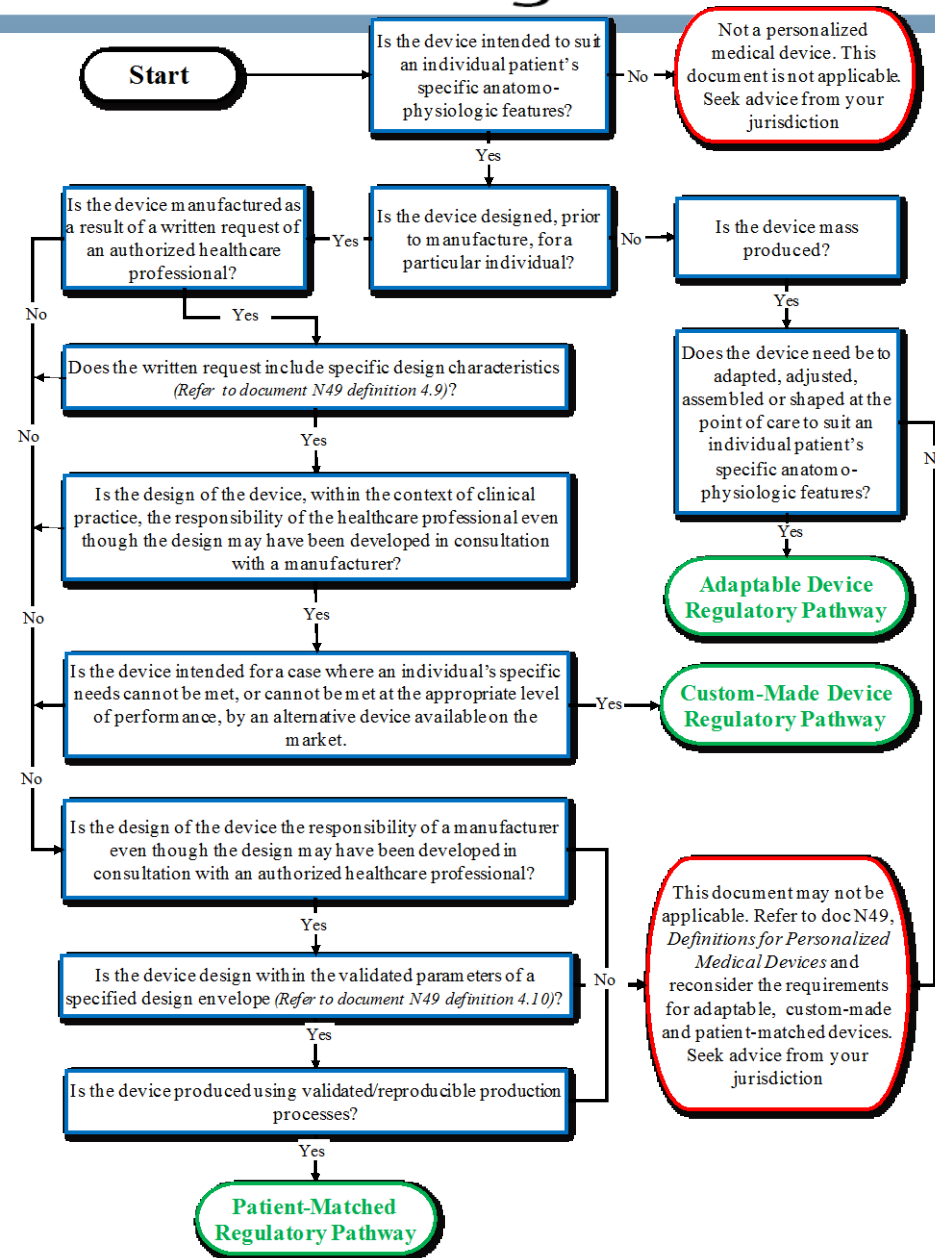 Start
Is the device intended to suit
an individual patient's
specific anatomo-
physiologic features?
No
Not a personalized
medical device. This
document is not applicable.
Seek advice from your
jurisdiction
Yes
Is the device manufactured as
a result of a written request of
an authorized healthcare
professional?
Yes
Is the device designed, prior
to manufacture, for a
particular individual?
No
Is the device mass
produced?
No
Yes
Yes
Does the written request include specific design characteristics
(Refer to document N49 definition 4.9)?
Does the device need be to
adapted, adjusted,
assembled or shaped at the
point of care to suit an
individual patient's
specific anatomo-
physiologic features?
No
Yes
N
Is the design of the device, within the context of clinical
practice, the responsibility of the healthcare professional even
though the design may have been developed in consultation
with a manufacturer?
Yes
Adaptable Device
Regulatory Pathway
No
Yes
Is the device intended for a case where an individual's specific
needs cannot be met, or cannot be met at the appropriate level
of performance, by an alternative device available on the
market.
Yes
Custom-Made Device
Regulatory Pathway
No
Is the design of the device the responsibility of a manufacturer
even though the design may have been developed in
consultation with an authorized healthcare professional?
Yes
Is the device design within the validated parameters of a
specified design envelope (Refer to document N49 definition 4.10)?
No
This document may not be
applicable. Refer to doc N49,
Definitions for Personalized
Medical Devices and
reconsider the requirements
for adaptable, custom-made
and patient-matched devices.
Seek advice from your
jurisdiction
Yes
Is the device produced using validated/reproducible production
processes?
Yes
Patient-Matched
Regulatory Pathway